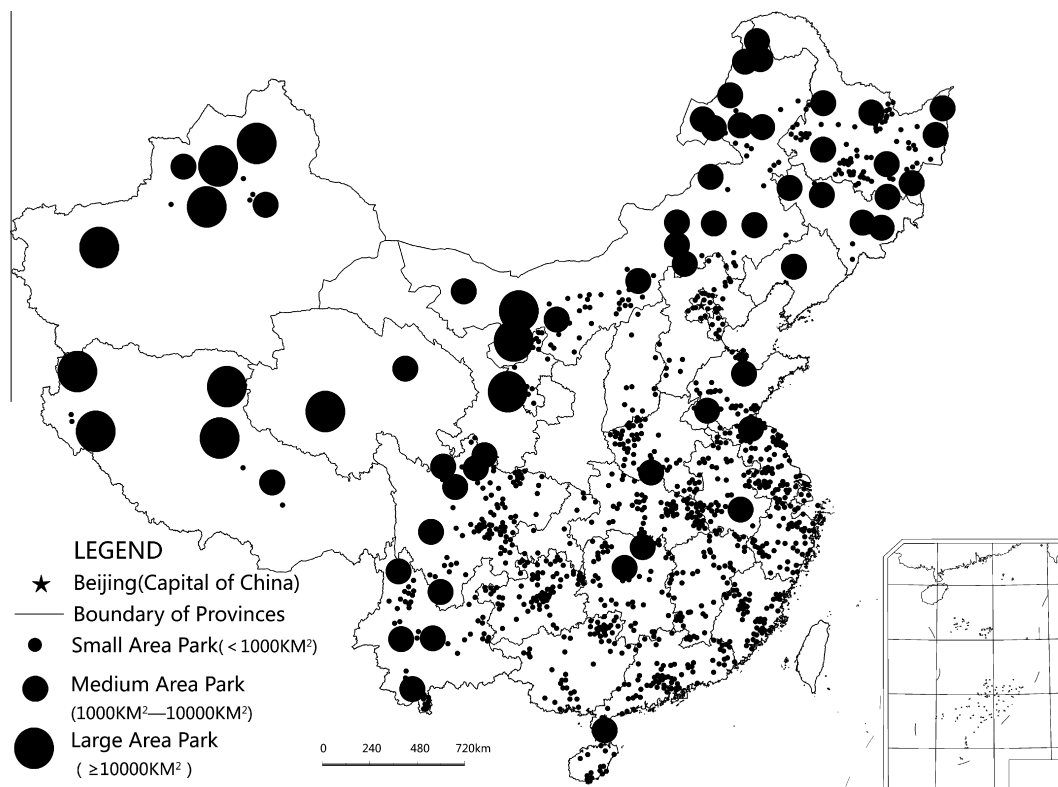 LEGEND
Beijing(Capital of China)
Boundary of Provinces
Small Area Park(<1000KM²)
Medium Area Park
(1000KM²—10000KM²)
Large Area Park
(≥10000KM²)
0 240 480 720km